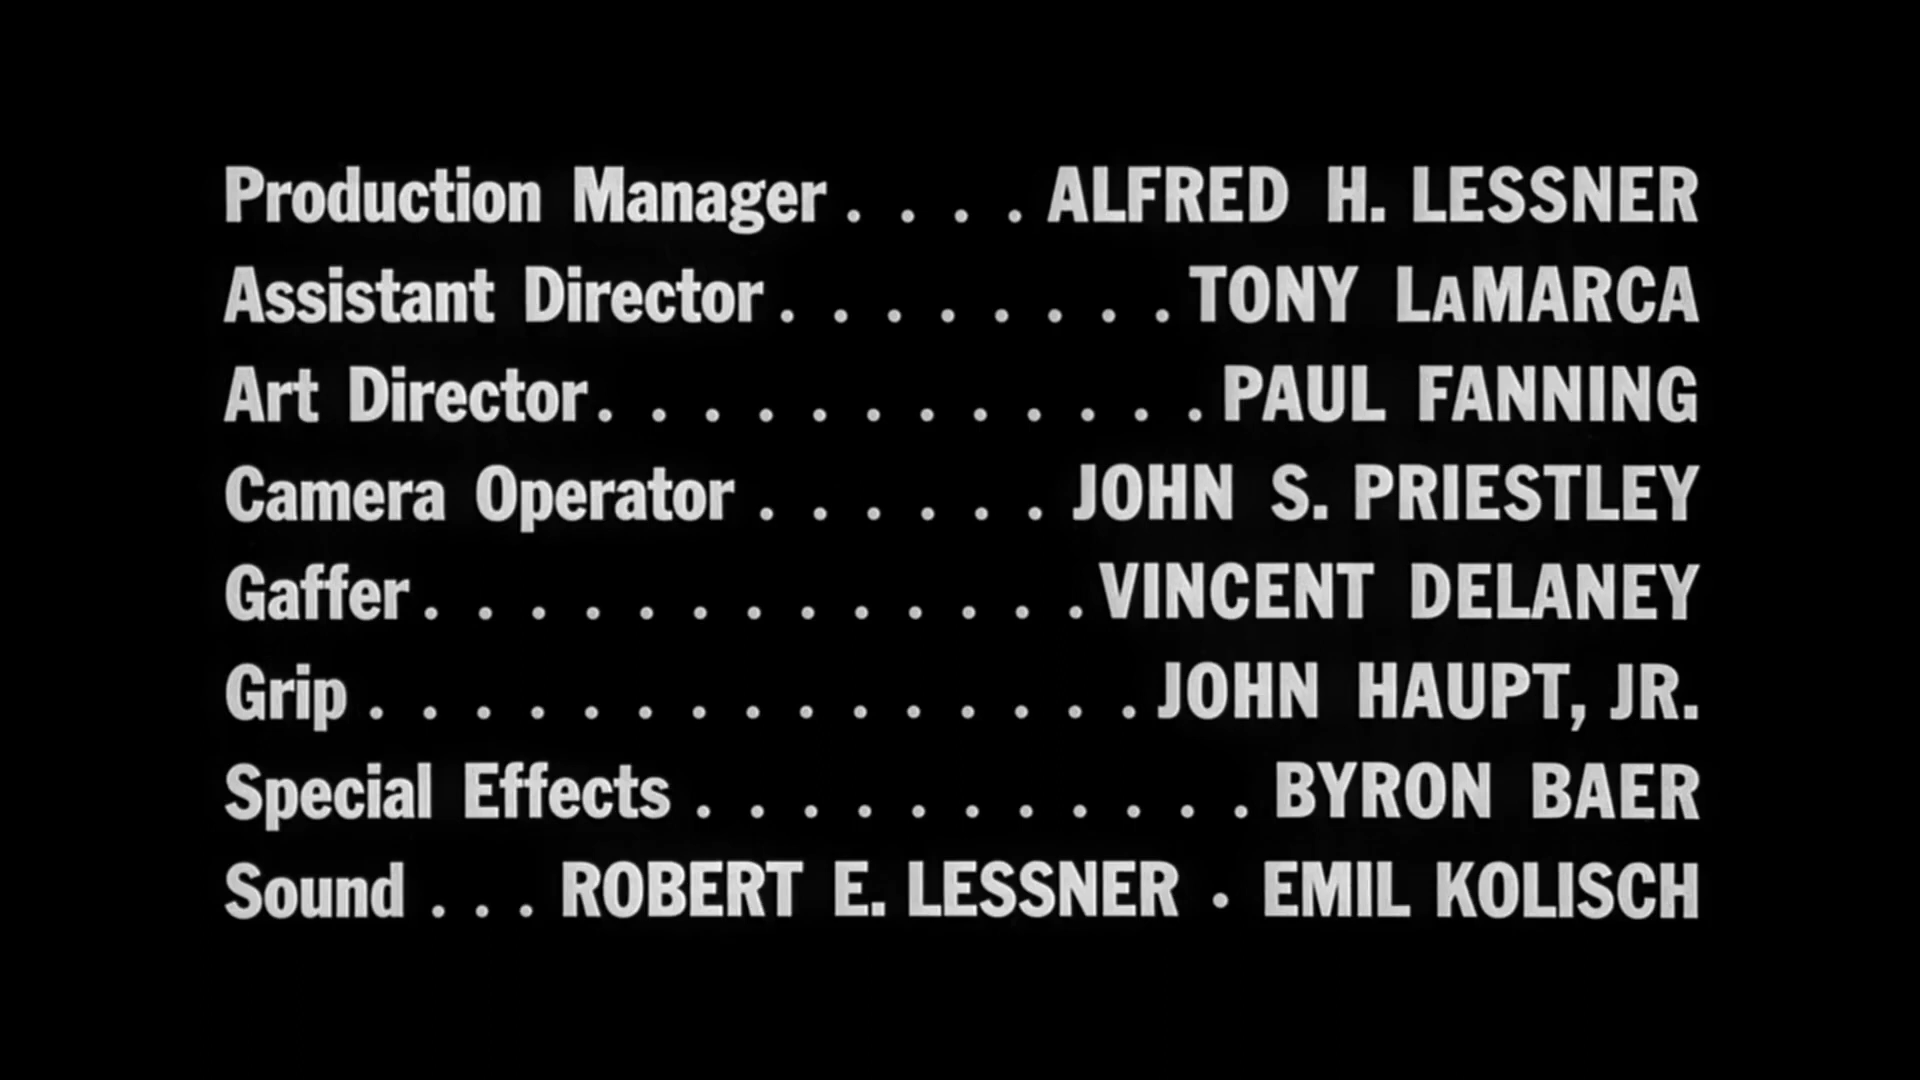 Production Manager . . . . ALFRED H. LESSNER
Assistant Director . . . . . . . . TONY LaMARCA
Art Director . . . . . . . . . . . . PAUL FANNING
Camera Operator . . . . . . JOHN S. PRIESTLEY
Gaffer . . . . . . . . . . . . . VINCENT DELANEY
Grip . . . . . . . . . . . . . . . JOHN HAUPT, JR.
Special Effects . . . . . . . . . . . BYRON BAER
Sound . . . ROBERT E. LESSNER • EMIL KOLISCH